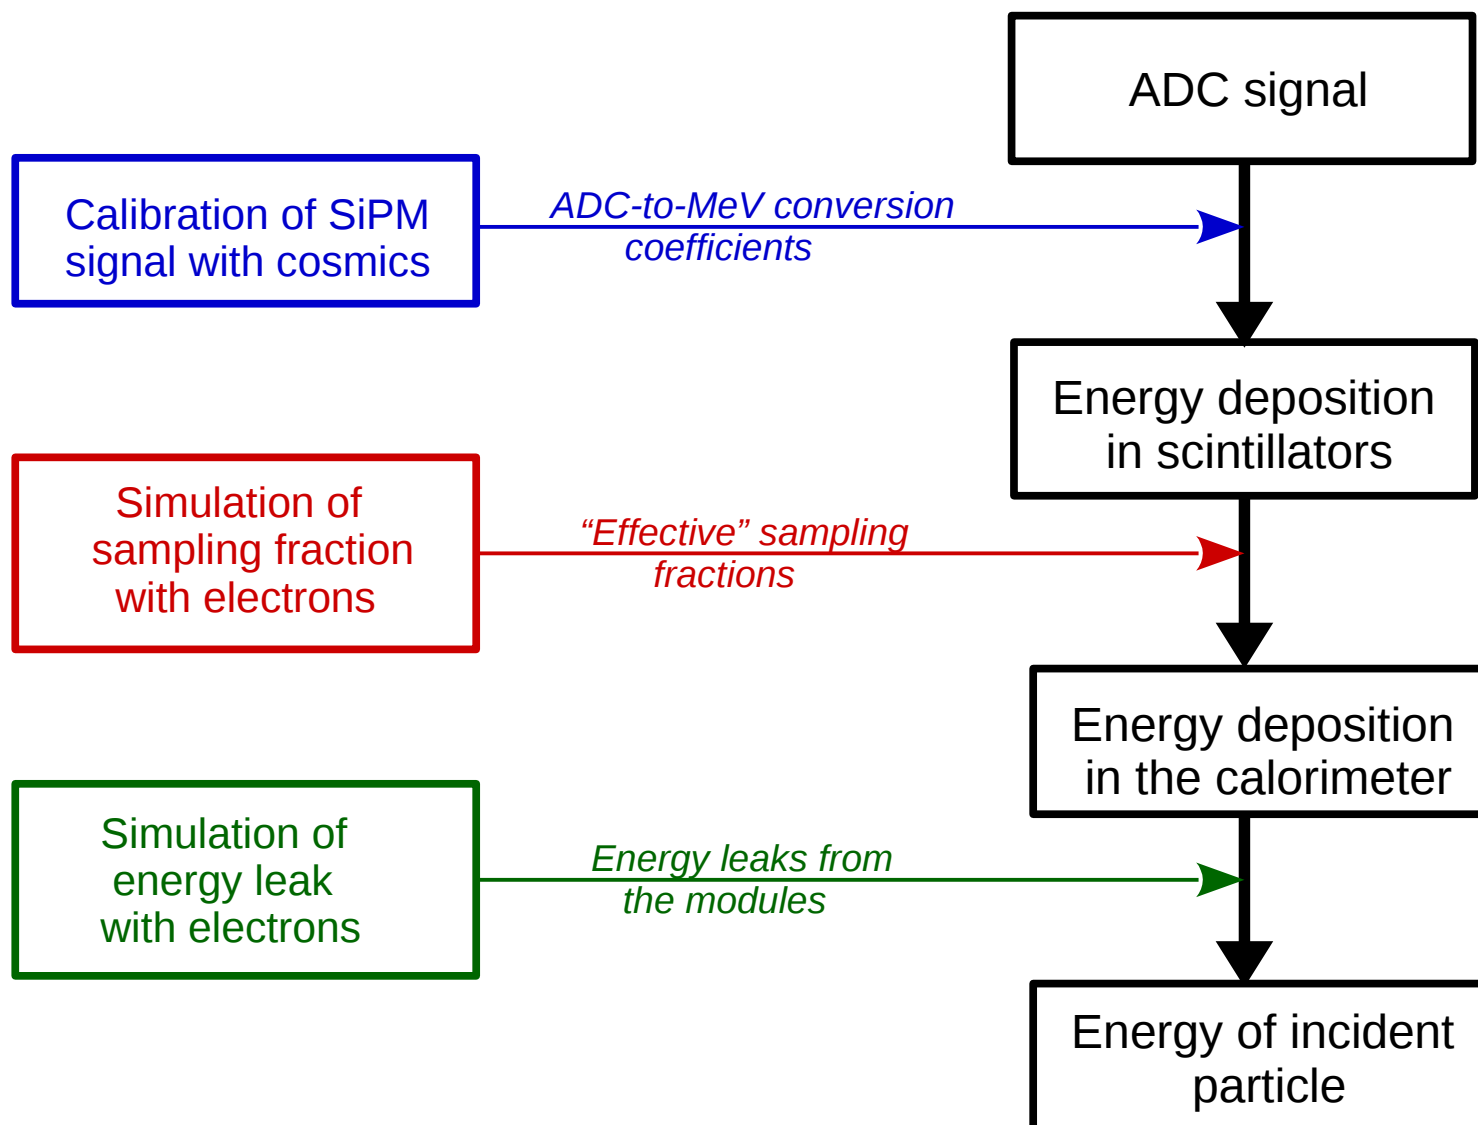 ADC signal
Calibration of SiPM
signal with cosmics
ADC-to-MeV conversion
coefficients
Energy deposition
in scintillators
Simulation of
sampling fraction
with electrons
“Effective” sampling
fractions
Energy deposition
in the calorimeter
Simulation of
energy leak
with electrons
Energy leaks from
the modules
Energy of incident
particle